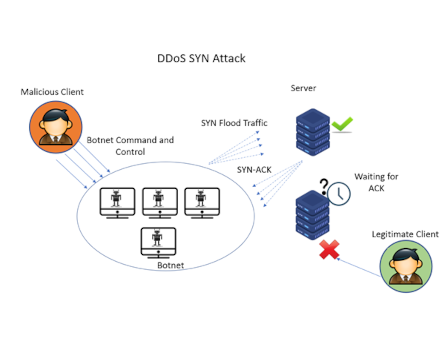 DDoS SYN Attack
Malicious Client
Server
Botnet Command and
Control
SYN Flood Traffic
SYN-ACK
Waiting for
ACK
?
Legitimate Client
Botnet